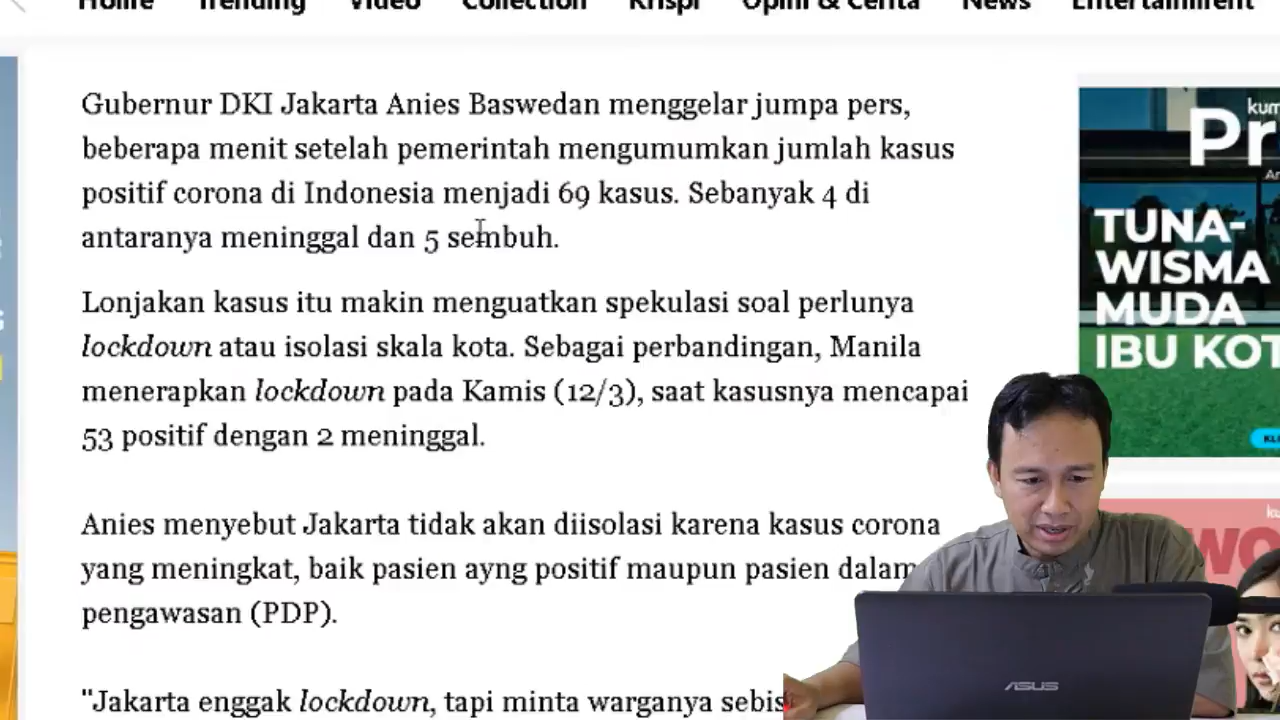 Home Trending Video Collection Krispi Opini & Cerita News Entertainment
Gubernur DKI Jakarta Anies Baswedan menggelar jumpa pers,
beberapa menit setelah pemerintah mengumumkan jumlah kasus
positif corona di Indonesia menjadi 69 kasus. Sebanyak 4 di
antaranya meninggal dan 5 sembuh.
Lonjakan kasus itu makin menguatkan spekulasi soal perlunya
lockdown atau isolasi skala kota. Sebagai perbandingan, Manila
menerapkan lockdown pada Kamis (12/3), saat kasusnya mencapai
53 positif dengan 2 meninggal.
Anies menyebut Jakarta tidak akan diisolasi karena kasus corona
yang meningkat, baik pasien ayng positif maupun pasien dalam
pengawasan (PDP).
"Jakarta enggak lockdown, tapi minta warganya sebis
kum
Pr
TUNA-
WISMA
MUDA
IBU KOT
ASUS